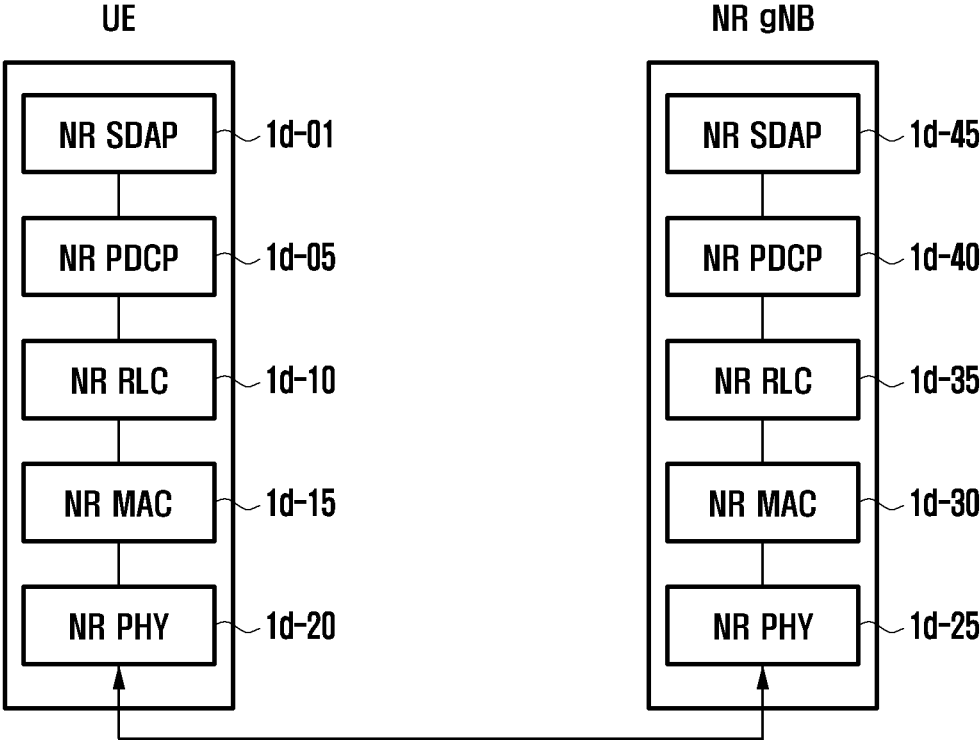 UE
NR gNB
NR SDAP 1d-01
NR SDAP 1d-45
NR PDCP 1d-05
NR PDCP 1d-40
NR RLC 1d-10
NR RLC 1d-35
NR MAC 1d-15
NR MAC 1d-30
NR PHY 1d-20
NR PHY 1d-25